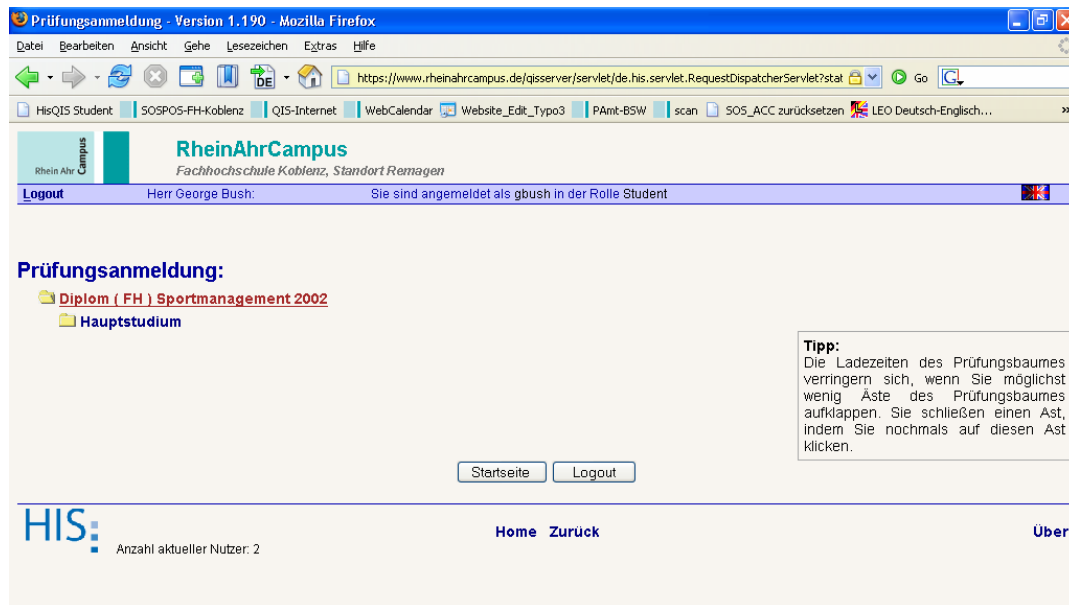 Prüfungsanmeldung - Version 1.190 - Mozilla Firefox
Datei Bearbeiten Ansicht Gehe Lesezeichen Extras Hilfe
DE https://www.rheinahrcampus.de/qisserver/servlet/de.his.servlet.RequestDispatcherServlet?stat Go G
HisQIS Student SOSPOS-FH-Koblenz QIS-Internet WebCalendar Website_Edit_Typo3 PAmt-BSW scan SOS_ACC zurücksetzen LEO Deutsch-Englisch... »
Rhein Ahr Campus
RheinAhrCampus
Fachhochschule Koblenz, Standort Remagen
Logout Herr George Bush: Sie sind angemeldet als gbush in der Rolle Student
Prüfungsanmeldung:
Diplom ( FH ) Sportmanagement 2002
Hauptstudium
Tipp:
Die Ladezeiten des Prüfungsbaumes
verringern sich, wenn Sie möglichst
wenig Äste des Prüfungsbaumes
aufklappen. Sie schließen einen Ast,
indem Sie nochmals auf diesen Ast
klicken.
Startseite Logout
HIS:
Home Zurück Über
Anzahl aktueller Nutzer: 2